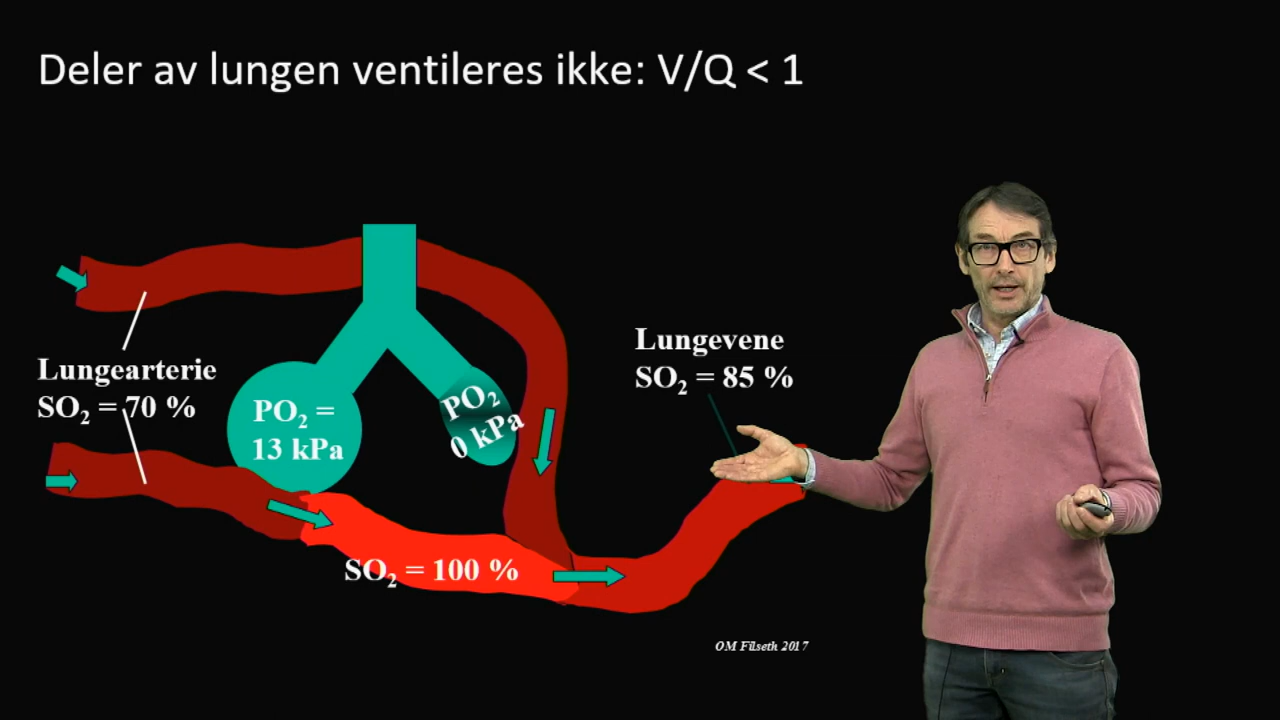 Deler av lungen ventileres ikke: V/Q < 1
Lungearterie
SO₂ = 70 %
PO₂ =
13 kPa
PO₂
0 kPa
SO₂ = 100 %
Lungevene
SO₂ = 85 %
OM Filseth 2017